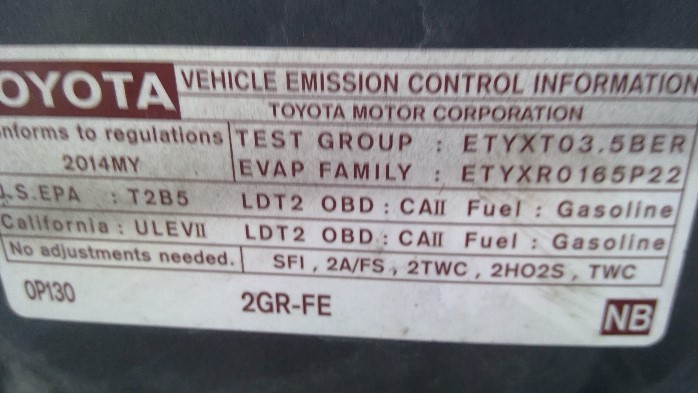 OYOTA VEHICLE EMISSION CONTROL INFORMATION
TOYOTA MOTOR CORPORATION
nforms to regulations TEST GROUP : ETYXT03.5BER
2014MY EVAP FAMILY : ETYXR0165P22
.S.EPA : T2B5 LDT2 OBD : CAII Fuel : Gasoline
California : ULEVII LDT2 OBD : CAII Fuel : Gasoline
No adjustments needed. SFI , 2A/FS , 2TWC , 2HO2S , TWC
0P130 2GR-FE NB